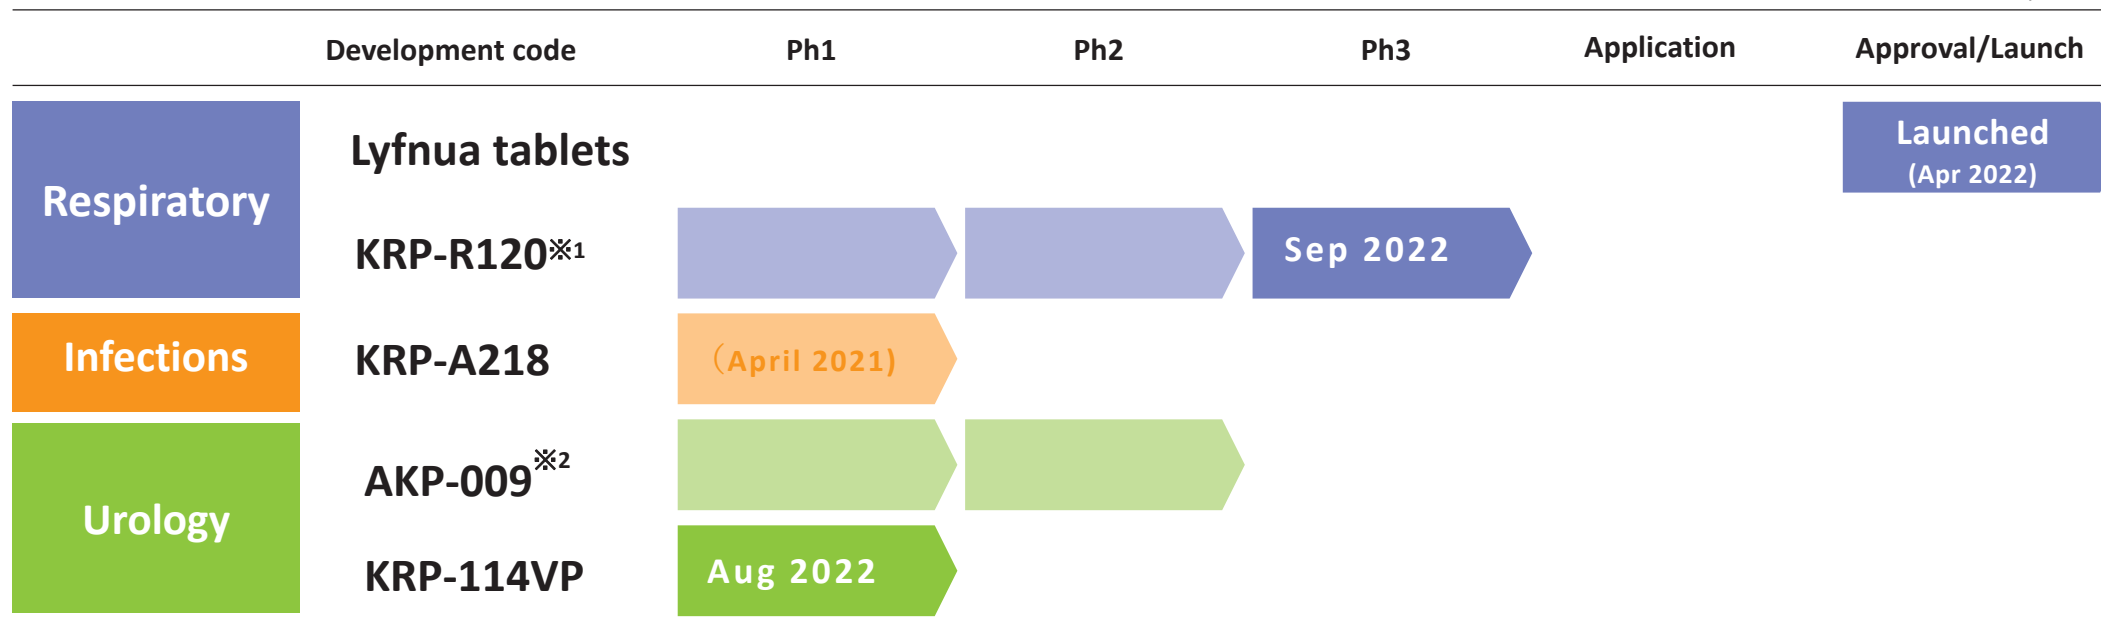 Development code Ph1 Ph2 Ph3 Application Approval/Launch
Respiratory
Lyfnua tablets
Launched
(Apr 2022)
KRP-R120※1
Sep 2022
Infections
KRP-A218
（April 2021)
Urology
AKP-009※2
KRP-114VP
Aug 2022